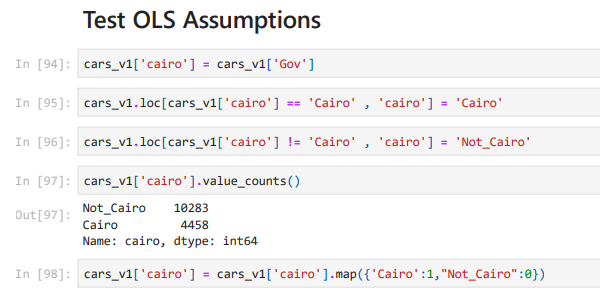 Test OLS Assumptions
In [94]: cars_v1['cairo'] = cars_v1['Gov']
In [95]: cars_v1.loc[cars_v1['cairo'] == 'Cairo' , 'cairo'] = 'Cairo'
In [96]: cars_v1.loc[cars_v1['cairo'] != 'Cairo' , 'cairo'] = 'Not_Cairo'
In [97]: cars_v1['cairo'].value_counts()
Out[97]: Not_Cairo    10283
Cairo         4458
Name: cairo, dtype: int64
In [98]: cars_v1['cairo'] = cars_v1['cairo'].map({'Cairo':1,"Not_Cairo":0})